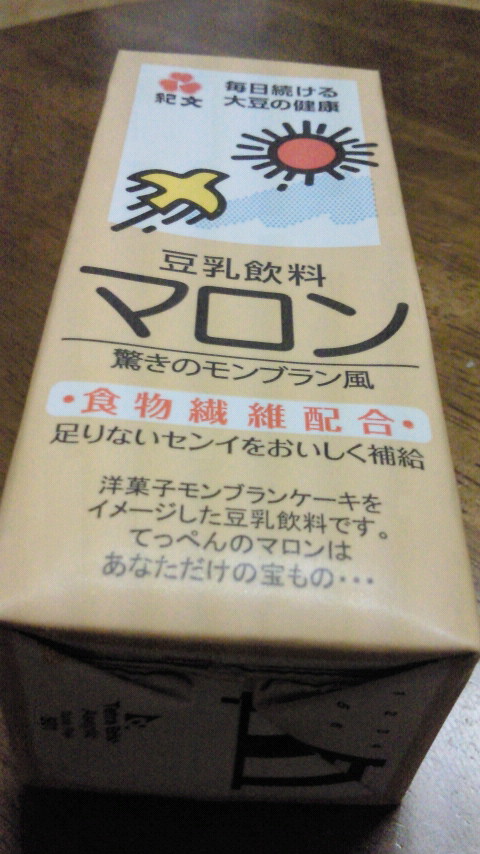 紀文
毎日続ける
大豆の健康
豆乳飲料
マロン
驚きのモンブラン風
・食物繊維配合・
足りないセンイをおいしく補給
洋菓子モンブランケーキを
イメージした豆乳飲料です。
てっぺんのマロンは
あなただけの宝もの・・・